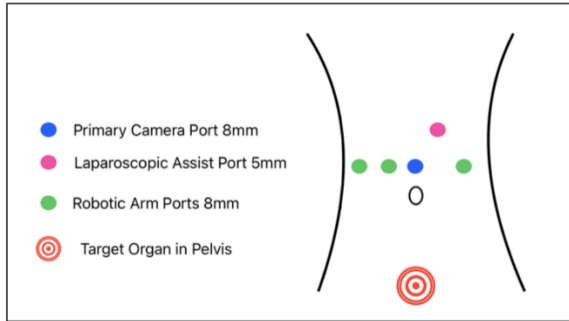 Primary Camera Port 8mm
Laparoscopic Assist Port 5mm
Robotic Arm Ports 8mm
Target Organ in Pelvis